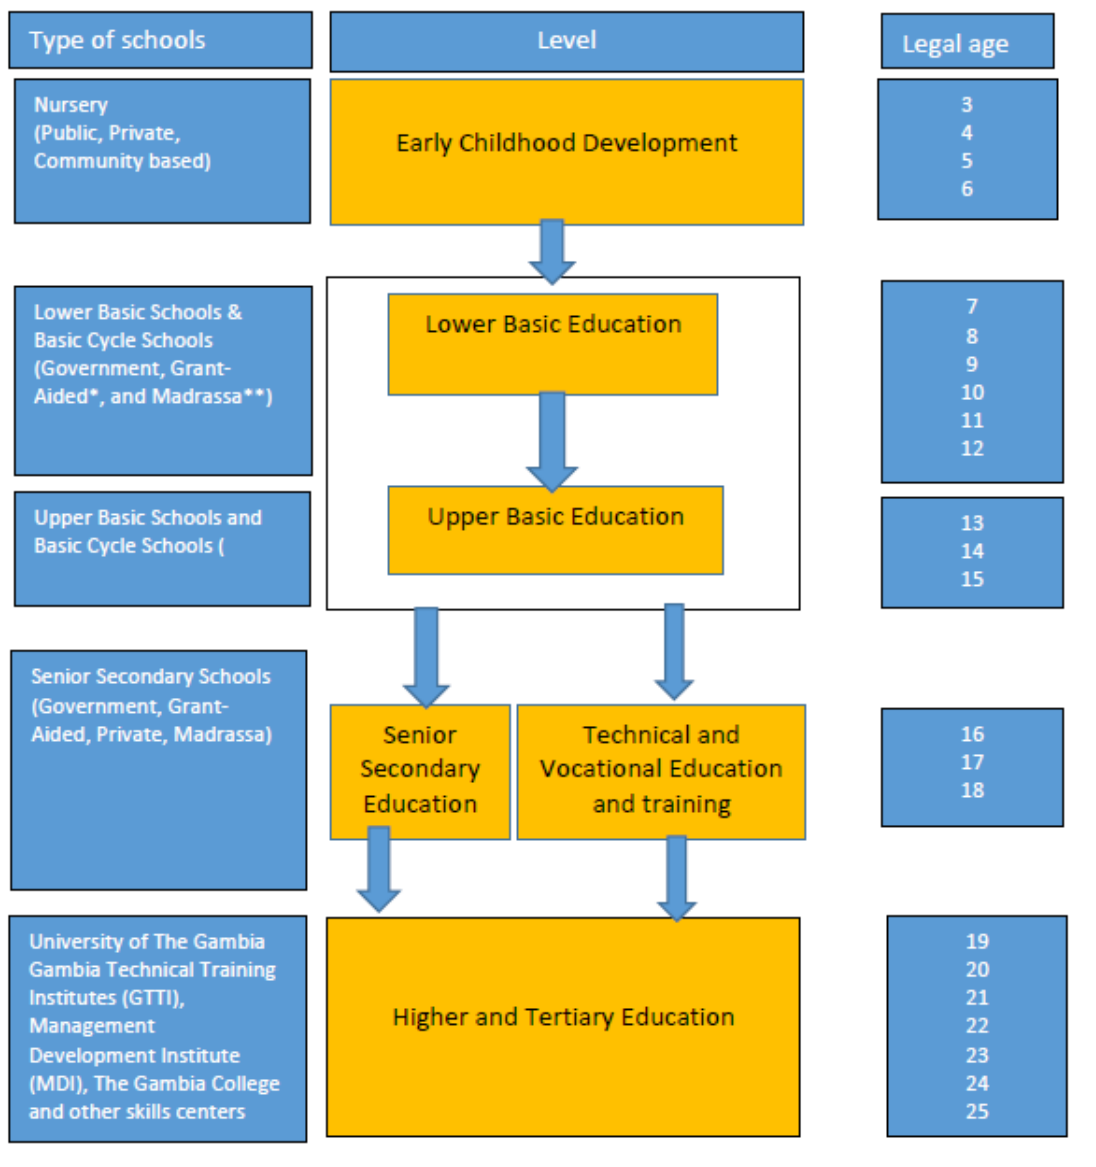 Type of schools
Level
Legal age
Nursery
(Public, Private,
Community based)
Early Childhood Development
3
4
5
6
Lower Basic Schools &
Basic Cycle Schools
(Government, Grant-
Aided*, and Madrassa**)
Lower Basic Education
7
8
9
10
11
12
Upper Basic Schools and
Basic Cycle Schools (
Upper Basic Education
13
14
15
Senior Secondary Schools
(Government, Grant-
Aided, Private, Madrassa)
Senior
Secondary
Education
Technical and
Vocational Education
and training
16
17
18
University of The Gambia
Gambia Technical Training
Institutes (GTTI),
Management
Development Institute
(MDI), The Gambia College
and other skills centers
Higher and Tertiary Education
19
20
21
22
23
24
25